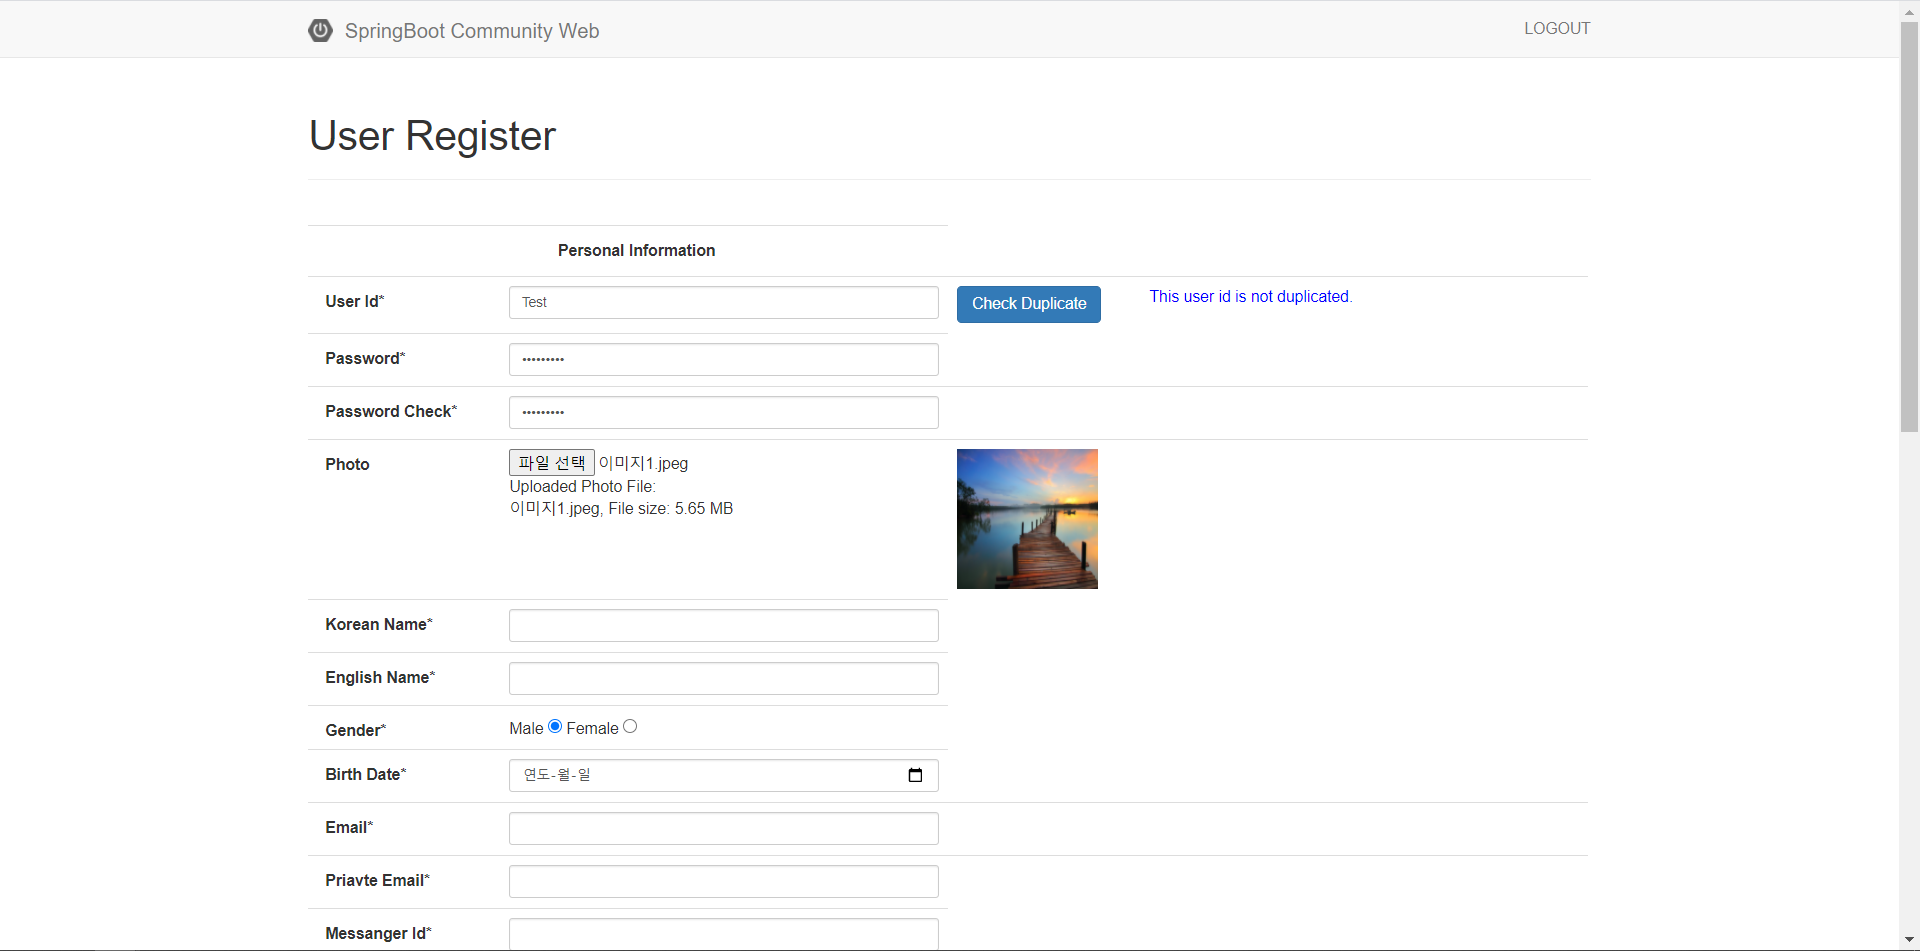 SpringBoot Community Web
LOGOUT
User Register
Personal Information
User Id*
Test
Check Duplicate
This user id is not duplicated.
Password*
•••••••••
Password Check*
•••••••••
Photo
파일 선택 이미지1.jpeg
Uploaded Photo File:
이미지1.jpeg, File size: 5.65 MB
Korean Name*
English Name*
Gender*
Male Female
Birth Date*
연도-월-일
Email*
Priavte Email*
Messanger Id*